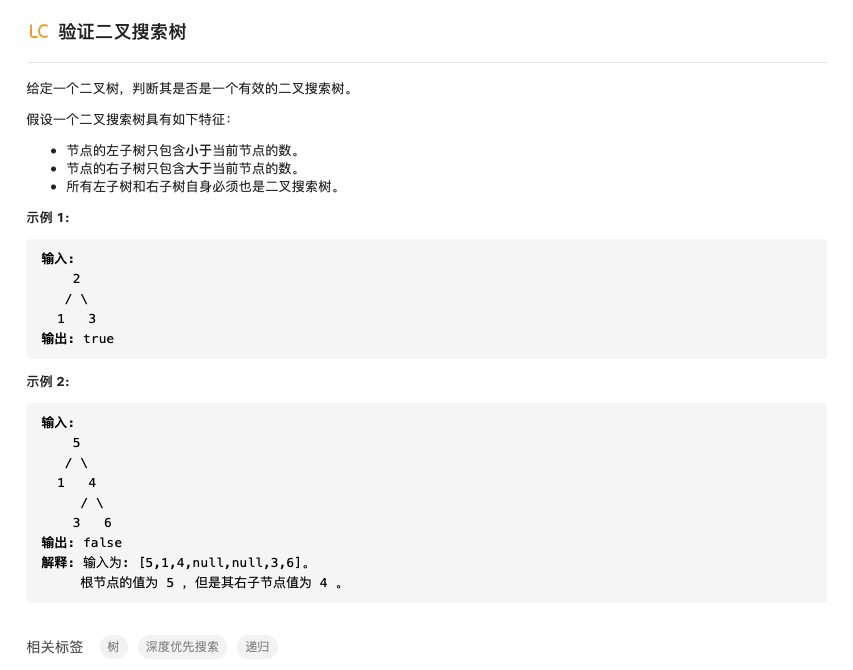 LC 验证二叉搜索树
给定一个二叉树，判断其是否是一个有效的二叉搜索树。
假设一个二叉搜索树具有如下特征：
• 节点的左子树只包含小于当前节点的数。
• 节点的右子树只包含大于当前节点的数。
• 所有左子树和右子树自身必须也是二叉搜索树。
示例 1:
输入:
    2
   / \
  1   3
输出: true
示例 2:
输入:
    5
   / \
  1   4
     / \
    3   6
输出: false
解释: 输入为: [5,1,4,null,null,3,6]。
     根节点的值为 5 ，但是其右子节点值为 4 。
相关标签 树 深度优先搜索 递归